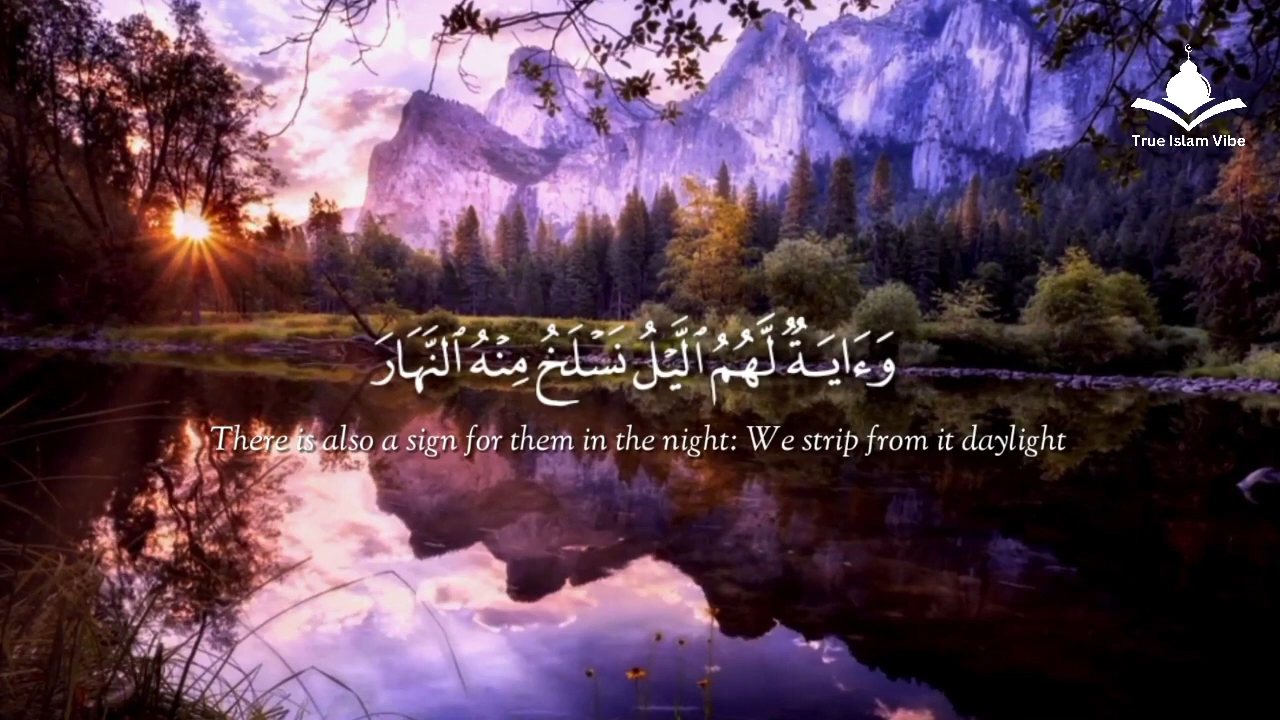 True Islam Vibe
وَءَايَةٌ لَّهُمُ ٱلَّيْلُ نَسْلَخُ مِنْهُ ٱلنَّهَارَ
There is also a sign for them in the night: We strip from it daylight